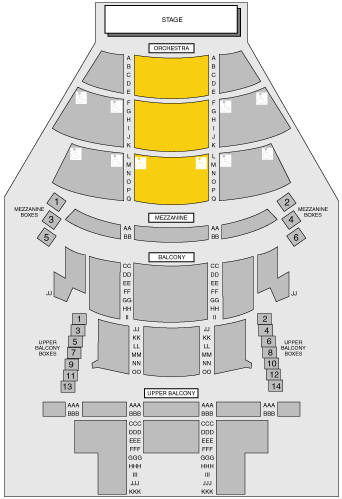 STAGE
ORCHESTRA
A A
B B
C C
D D
E E
F F
G G
H H
I I
J J
K K
L L
M M
N N
O O
P P
Q Q
MEZZANINE
BOXES
1
3
5
MEZZANINE
BOXES
2
4
6
MEZZANINE
AA AA
BB BB
BALCONY
CC CC
DD DD
EE EE
FF FF
GG GG
HH HH
II II
JJ JJ
JJ JJ
KK KK
LL LL
MM MM
NN NN
OO OO
UPPER
BALCONY
BOXES
1
3
5
7
9
11
13
UPPER
BALCONY
BOXES
2
4
6
8
10
12
14
UPPER BALCONY
AAA AAA AAA AAA
BBB BBB BBB BBB
CCC CCC
DDD DDD
EEE EEE
FFF FFF
GGG GGG
HHH HHH
III III
JJJ JJJ
KKK KKK